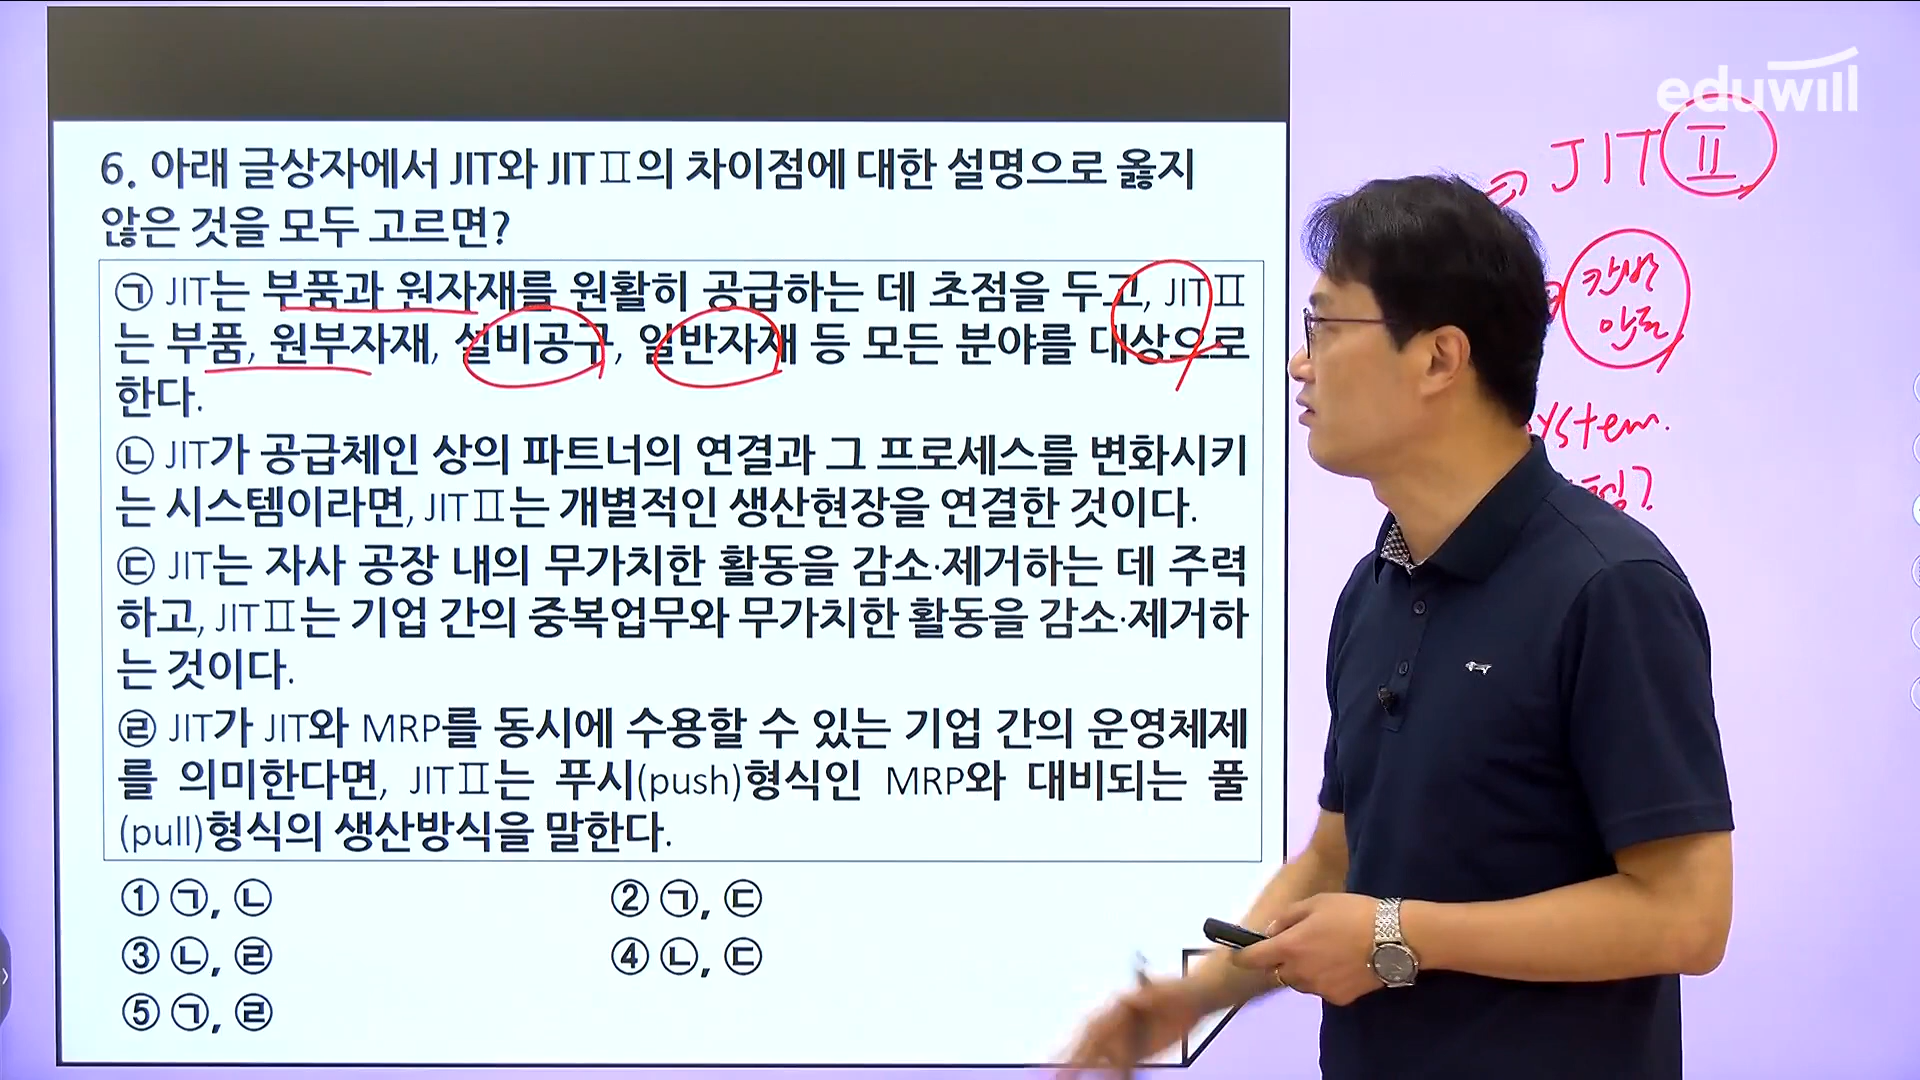 eduwill
6. 아래 글상자에서 JIT와 JITⅡ의 차이점에 대한 설명으로 옳지
않은 것을 모두 고르면?
㉠ JIT는 부품과 원자재를 원활히 공급하는 데 초점을 두고, JITⅡ
는 부품, 원부자재, 설비공구, 일반자재 등 모든 분야를 대상으로
한다.
㉡ JIT가 공급체인 상의 파트너의 연결과 그 프로세스를 변화시키
는 시스템이라면, JITⅡ는 개별적인 생산현장을 연결한 것이다.
㉢ JIT는 자사 공장 내의 무가치한 활동을 감소·제거하는 데 주력
하고, JITⅡ는 기업 간의 중복업무와 무가치한 활동을 감소·제거하
는 것이다.
㉣ JIT가 JIT와 MRP를 동시에 수용할 수 있는 기업 간의 운영체제
를 의미한다면, JITⅡ는 푸시(push)형식인 MRP와 대비되는 풀
(pull)형식의 생산방식을 말한다.
① ㉠, ㉡ ② ㉠, ㉢
③ ㉡, ㉣ ④ ㉡, ㉢
⑤ ㉠, ㉣
⇒ JIT Ⅱ
칸반
ystem.